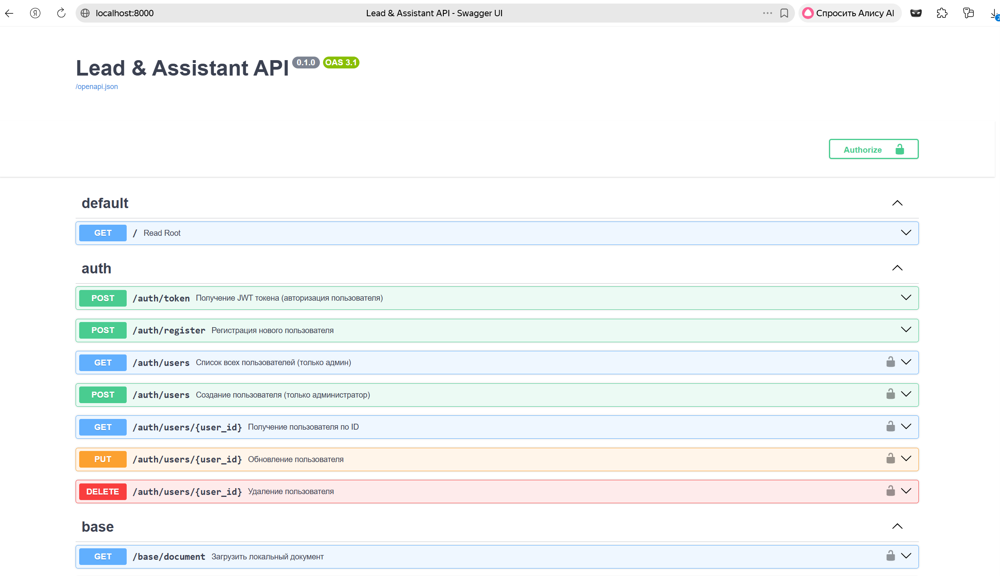 localhost:8000 Lead & Assistant API - Swagger UI Спросить Алису AI 2
Lead & Assistant API 0.1.0 OAS 3.1
/openapi.json
Authorize
default
GET / Read Root
auth
POST /auth/token Получение JWT токена (авторизация пользователя)
POST /auth/register Регистрация нового пользователя
GET /auth/users Список всех пользователей (только админ)
POST /auth/users Создание пользователя (только администратор)
GET /auth/users/{user_id} Получение пользователя по ID
PUT /auth/users/{user_id} Обновление пользователя
DELETE /auth/users/{user_id} Удаление пользователя
base
GET /base/document Загрузить локальный документ